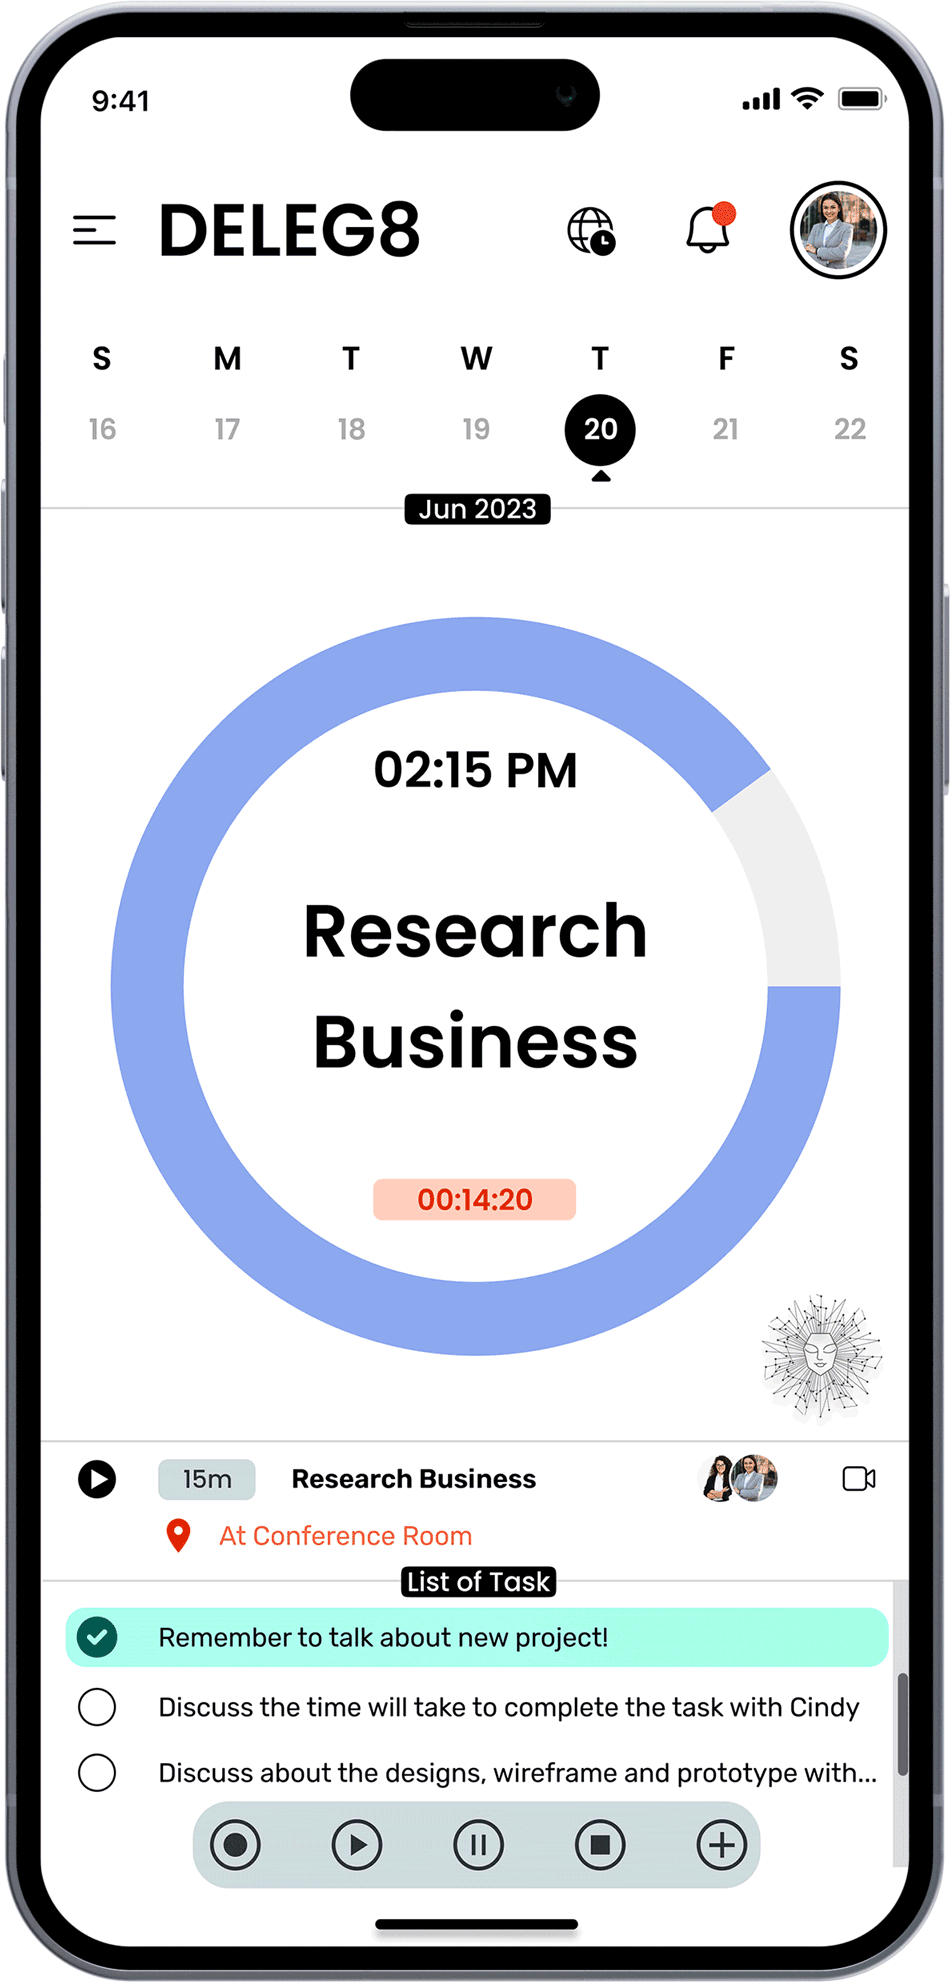 9:41
DELEG8
S M T W T F S
16 17 18 19 20 21 22
Jun 2023
02:15 PM
Research
Business
00:14:20
15m Research Business
At Conference Room
List of Task
Remember to talk about new project!
Discuss the time will take to complete the task with Cindy
Discuss about the designs, wireframe and prototype with...